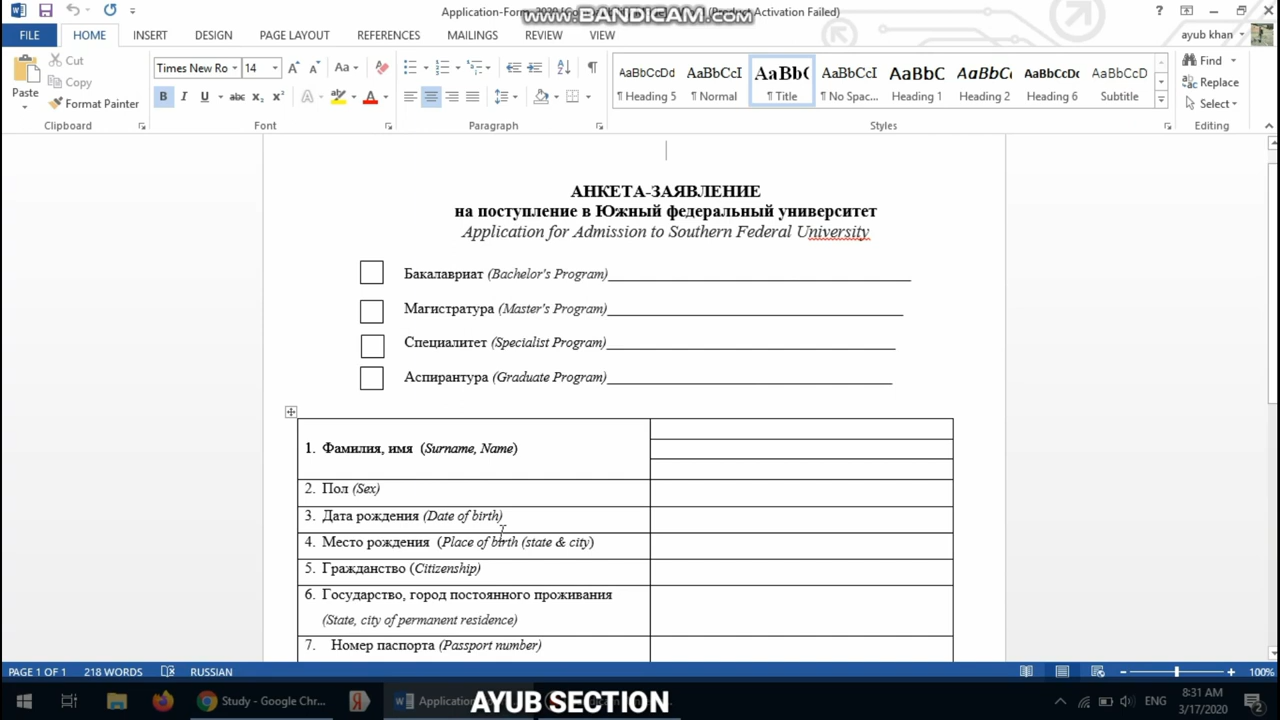 www.BANDICAM.com
ayub khan
FILE HOME INSERT DESIGN PAGE LAYOUT REFERENCES MAILINGS REVIEW VIEW
Paste
Cut
Copy
Format Painter
Clipboard
Times New Ro 14
Font
Paragraph
AaBbCcDd AaBbCcI AaBb( AaBbCcI AaBbC AaBbC AaBbCcDc AaBbCcD
¶ Heading 5 ¶ Normal ¶ Title ¶ No Spac... Heading 1 ¶ Heading 2 ¶ Heading 6 Subtitle
Styles
Find
Replace
Select
Editing
АНКЕТА-ЗАЯВЛЕНИЕ
на поступление в Южный федеральный университет
Application for Admission to Southern Federal University
Бакалавриат (Bachelor's Program)
Магистратура (Master's Program)
Специалитет (Specialist Program)
Аспирантура (Graduate Program)
1. Фамилия, имя (Surname, Name)
2. Пол (Sex)
3. Дата рождения (Date of birth)
4. Место рождения (Place of birth (state & city)
5. Гражданство (Citizenship)
6. Государство, город постоянного проживания
(State, city of permanent residence)
7. Номер паспорта (Passport number)
PAGE 1 OF 1 218 WORDS RUSSIAN 100%
Study - Google Chr...
AYUB SECTION
ENG
8:31 AM
3/17/2020